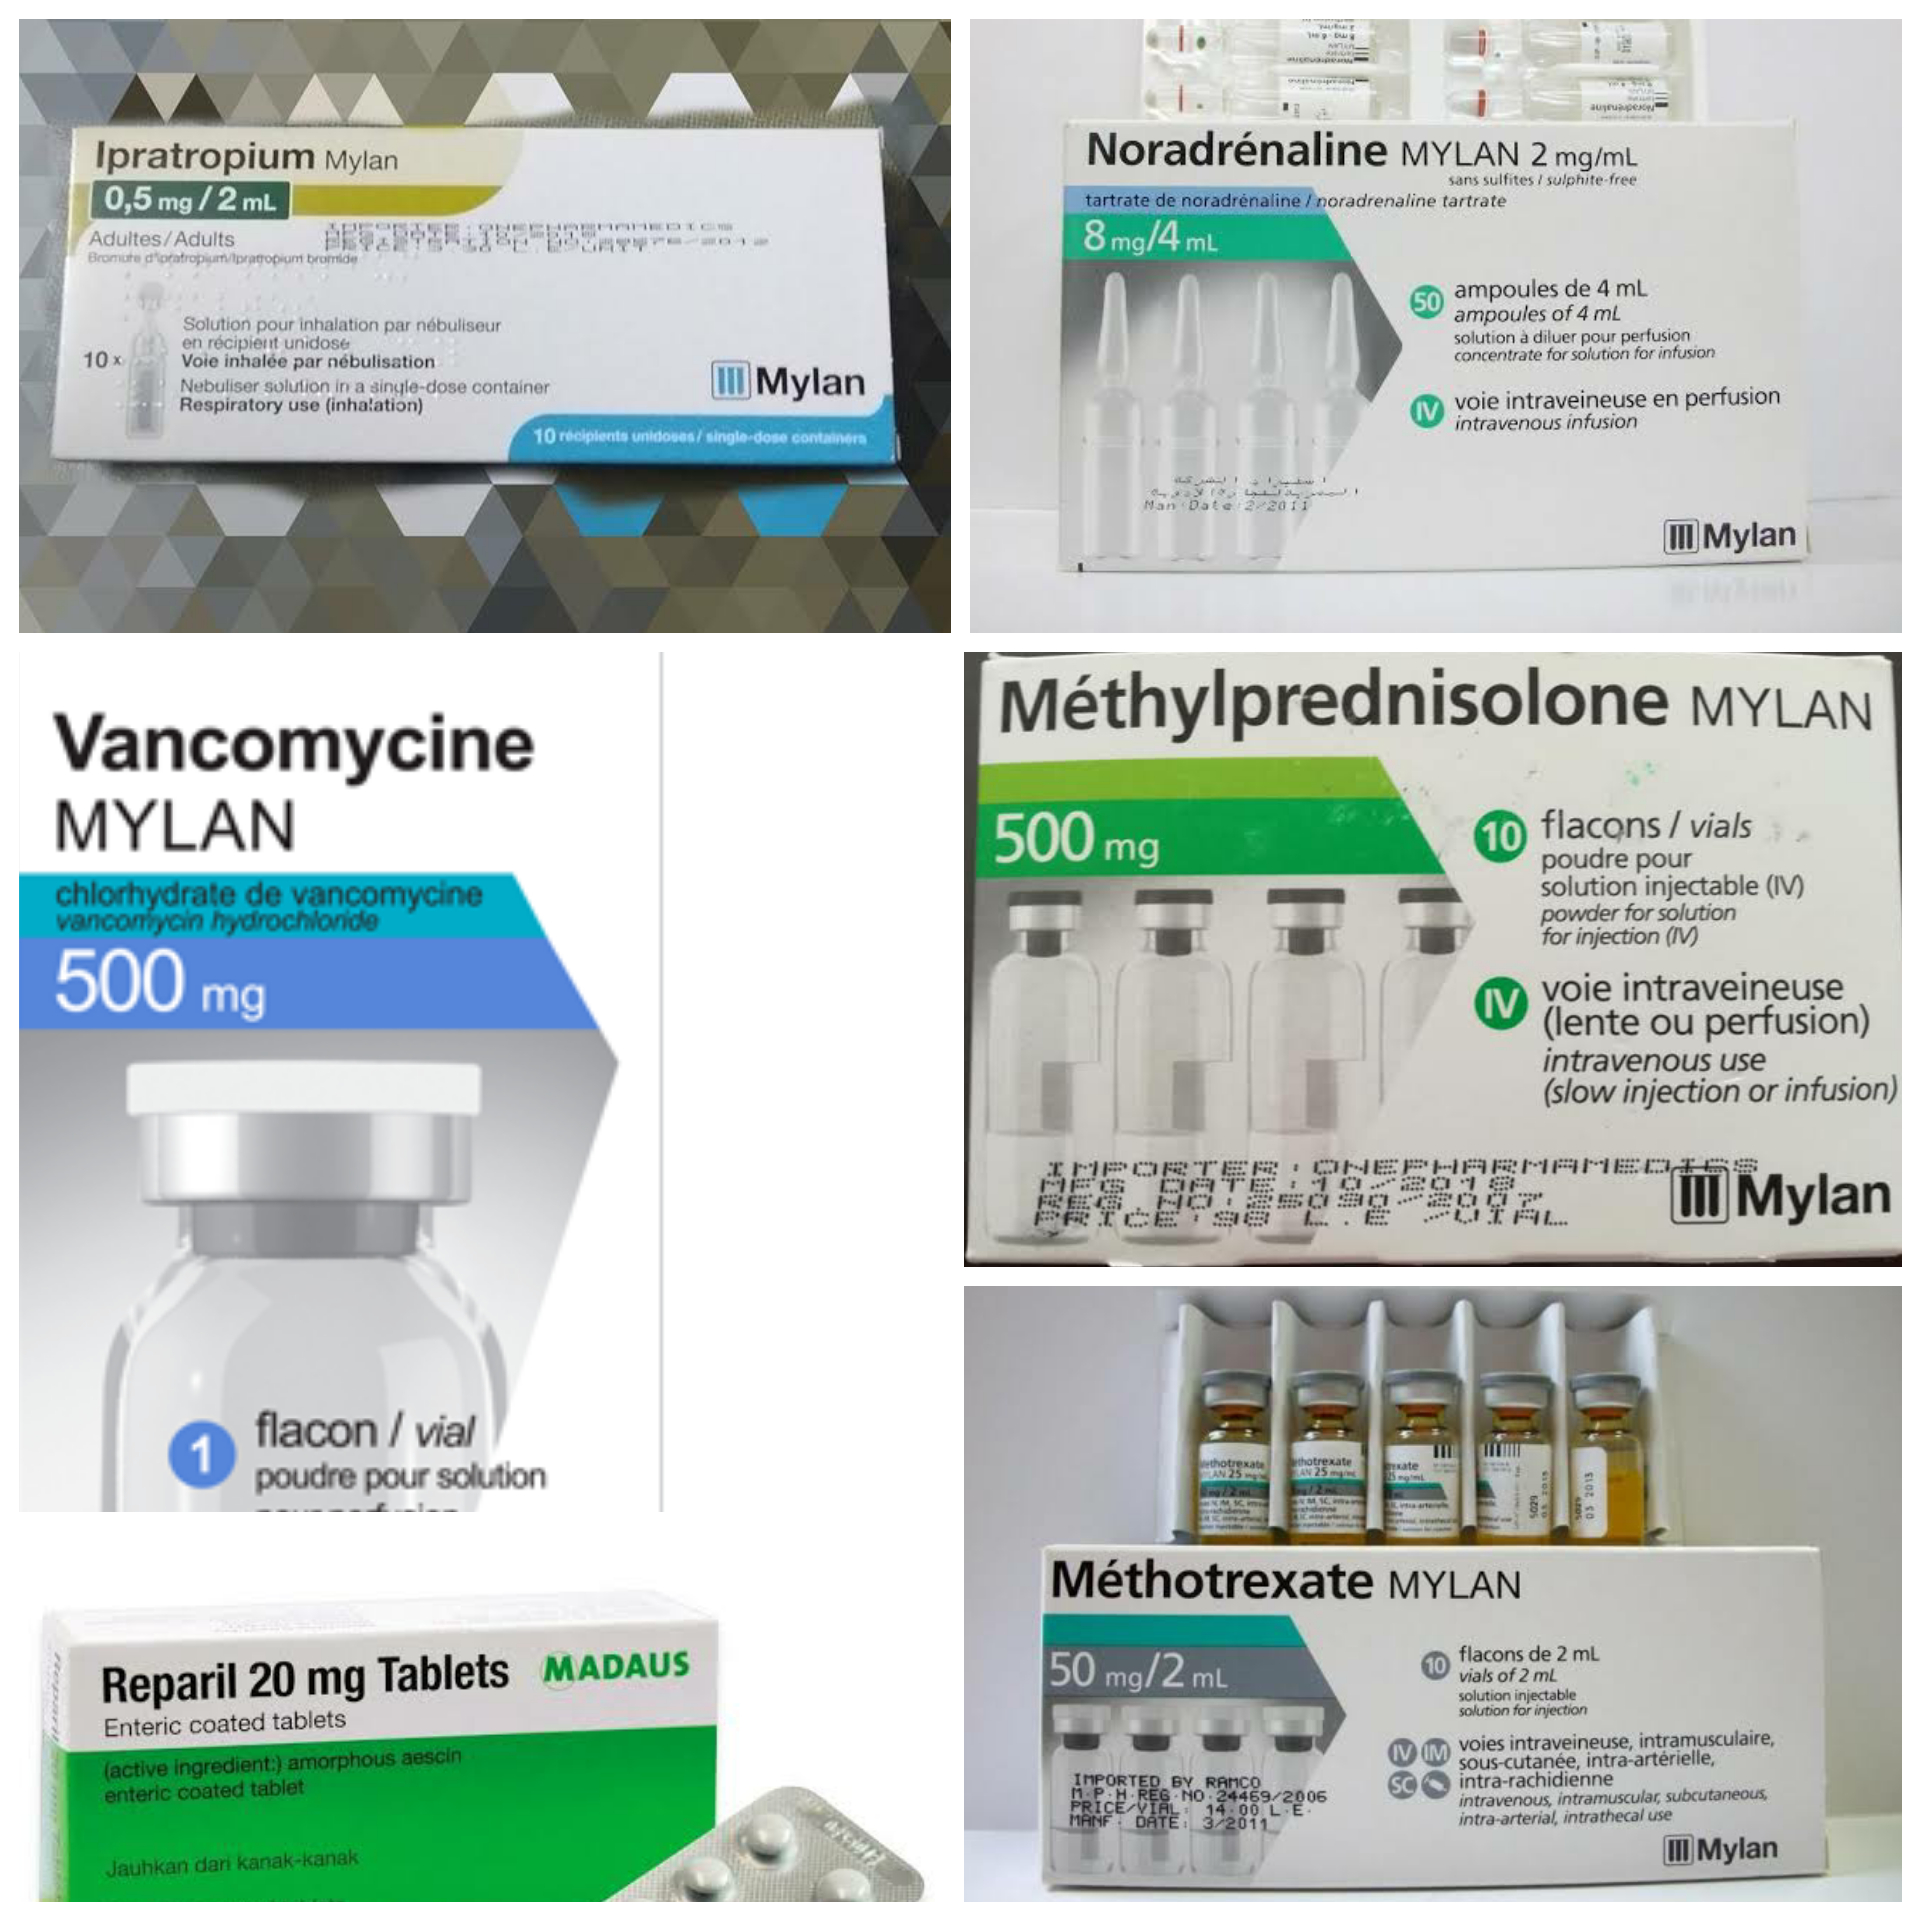 Ipratropium Mylan
0,5 mg / 2 mL
Adultes/Adults
Bromure d'ipratropium/Ipratropium bromide
10 x
Solution pour inhalation par nébuliseur
en récipient unidose
Voie inhalée par nébulisation
Nebuliser solution in a single-dose container
Respiratory use (inhalation)
Mylan
10 récipients unidoses / single-dose containers
Noradrénaline MYLAN 2 mg/mL
sans sulfites / sulphite-free
tartrate de noradrénaline / noradrenaline tartrate
8 mg/4 mL
50 ampoules de 4 mL
ampoules of 4 mL
solution à diluer pour perfusion
concentrate for solution for infusion
IV voie intraveineuse en perfusion
intravenous infusion
Man Date 2/2011
Mylan
Vancomycine
MYLAN
chlorhydrate de vancomycine
vancomycin hydrochloride
500 mg
1 flacon / vial
poudre pour solution
Méthylprednisolone MYLAN
500 mg
10 flacons / vials
poudre pour
solution injectable (IV)
powder for solution
for injection (IV)
IV voie intraveineuse
(lente ou perfusion)
intravenous use
(slow injection or infusion)
IMPORTER : ONEPHARMAMEDICS
MFG DATE : 10/2018
REG. NO : 25090/2007
PRICE : 98 L.E /VIAL
Mylan
Reparil 20 mg Tablets MADAUS
Enteric coated tablets
(active ingredient:) amorphous aescin
enteric coated tablet
Jauhkan dari kanak-kanak
Méthotrexate MYLAN
50 mg/2 mL
10 flacons de 2 mL
vials of 2 mL
solution injectable
solution for injection
IV IM voies intraveineuse, intramusculaire,
SC sous-cutanée, intra-artérielle,
intra-rachidienne
intravenous, intramuscular, subcutaneous,
intra-arterial, intrathecal use
IMPORTED BY RAMCO
M.P.H.REG.NO.24469/2006
PRICE/VIAL: 14.00 L.E.
MANF. DATE: 3/2011
Mylan